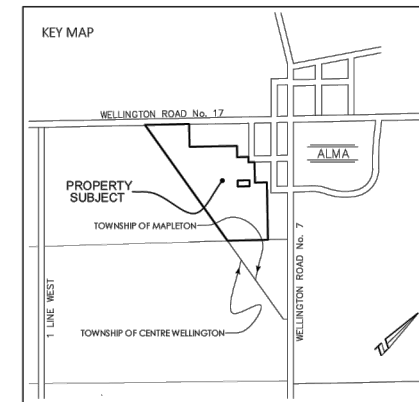 KEY MAP
WELLINGTON ROAD No. 17
ALMA
PROPERTY
SUBJECT
TOWNSHIP OF MAPLETON
WELLINGTON ROAD No. 7
1 LINE WEST
TOWNSHIP OF CENTRE WELLINGTON